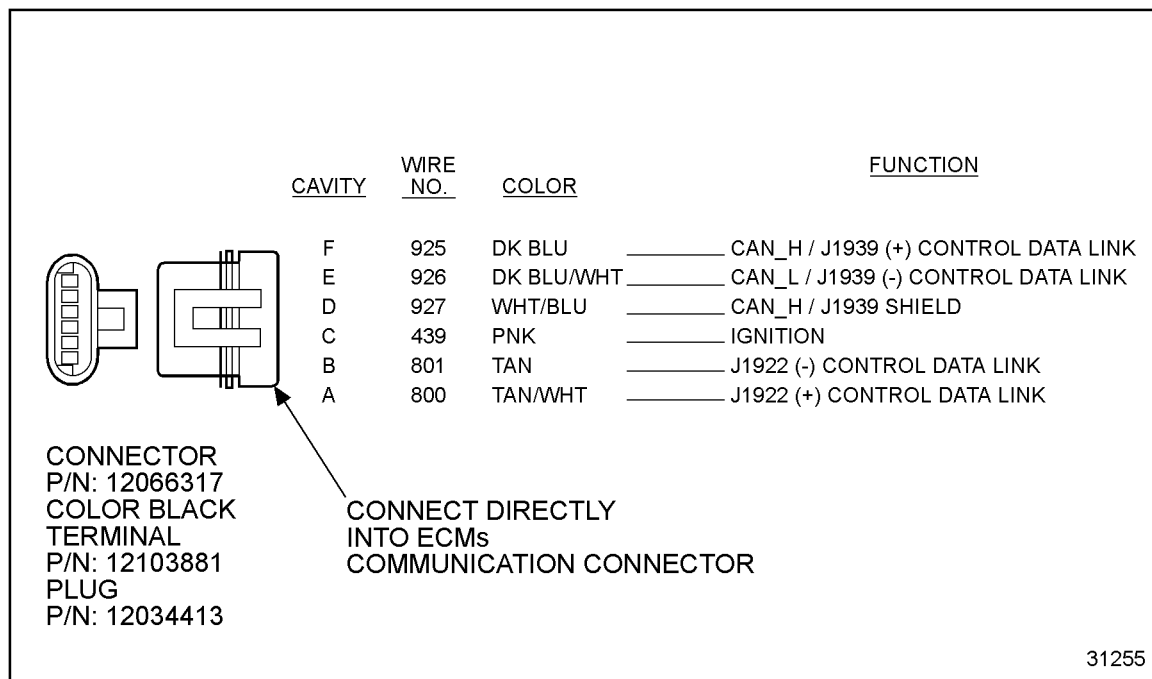 WIRE
CAVITY NO. COLOR FUNCTION
F 925 DK BLU CAN_H / J1939 (+) CONTROL DATA LINK
E 926 DK BLU/WHT CAN_L / J1939 (-) CONTROL DATA LINK
D 927 WHT/BLU CAN_H / J1939 SHIELD
C 439 PNK IGNITION
B 801 TAN J1922 (-) CONTROL DATA LINK
A 800 TAN/WHT J1922 (+) CONTROL DATA LINK
CONNECTOR
P/N: 12066317
COLOR BLACK
TERMINAL
P/N: 12103881
PLUG
P/N: 12034413
CONNECT DIRECTLY
INTO ECMs
COMMUNICATION CONNECTOR
31255